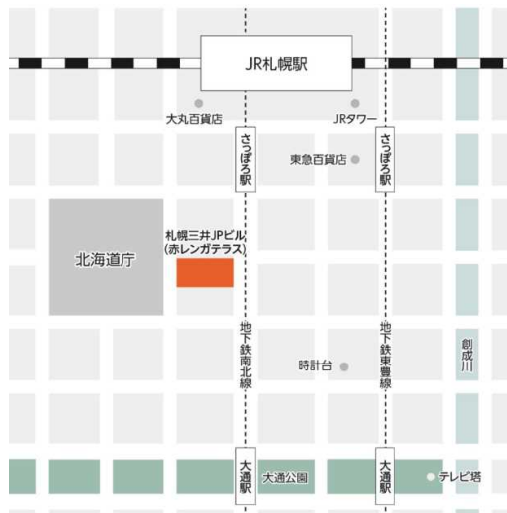 JR札幌駅
大丸百貨店
JRタワー
さっぽろ駅
東急百貨店
さっぽろ駅
札幌三井JPビル
(赤レンガテラス)
北海道庁
地下鉄南北線
地下鉄東豊線
創成川
時計台
大通駅
大通公園
大通駅
テレビ塔